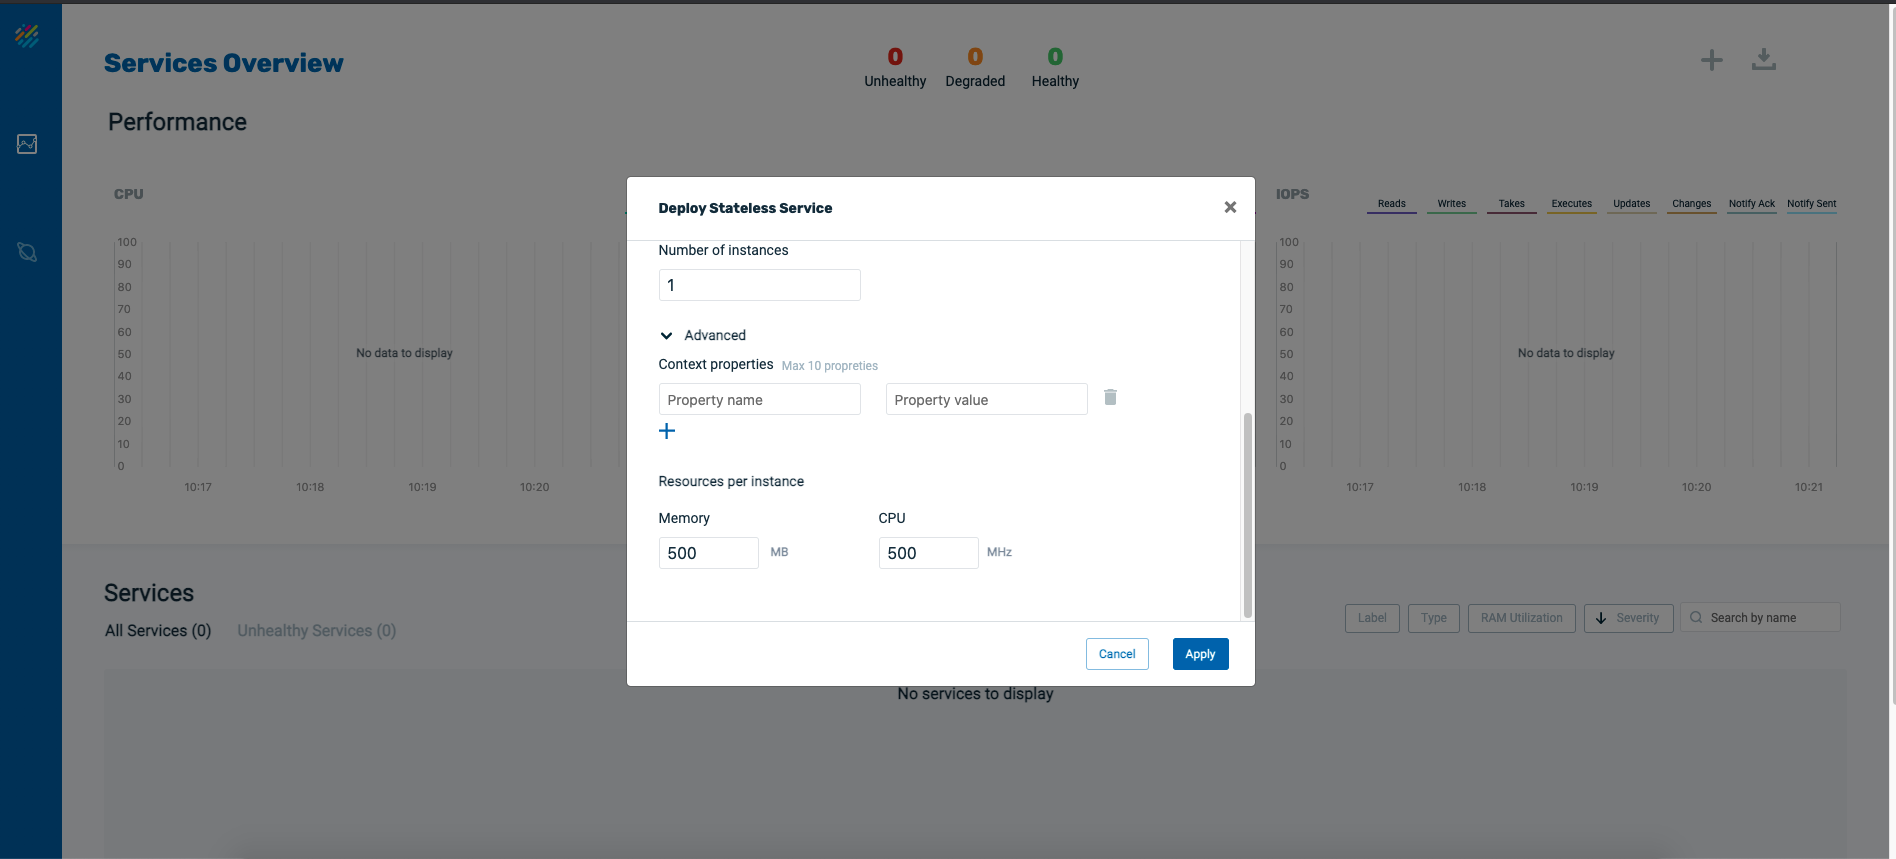 Services Overview
0 0 0
Unhealthy Degraded Healthy
Performance
CPU
100
90
80
70
60
50
40
30
20
10
0
No data to display
10:17 10:18 10:19 10:20
IOPS
Reads Writes Takes Executes Updates Changes Notify Ack Notify Sent
100
90
80
70
60
50
40
30
20
10
0
No data to display
10:17 10:18 10:19 10:20 10:21
Deploy Stateless Service
Number of instances
1
Advanced
Context properties Max 10 propreties
Property name Property value
Resources per instance
Memory CPU
500 MB 500 MHz
Cancel Apply
Services
All Services (0) Unhealthy Services (0)
Label Type RAM Utilization Severity Search by name
No services to display